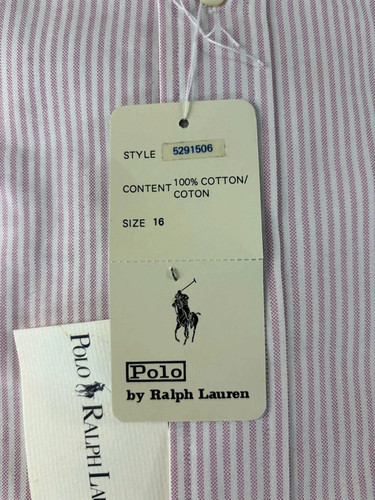 STYLE 5291506
CONTENT 100% COTTON/
COTON
SIZE 16
Polo
by Ralph Lauren
POLO RALPH LA